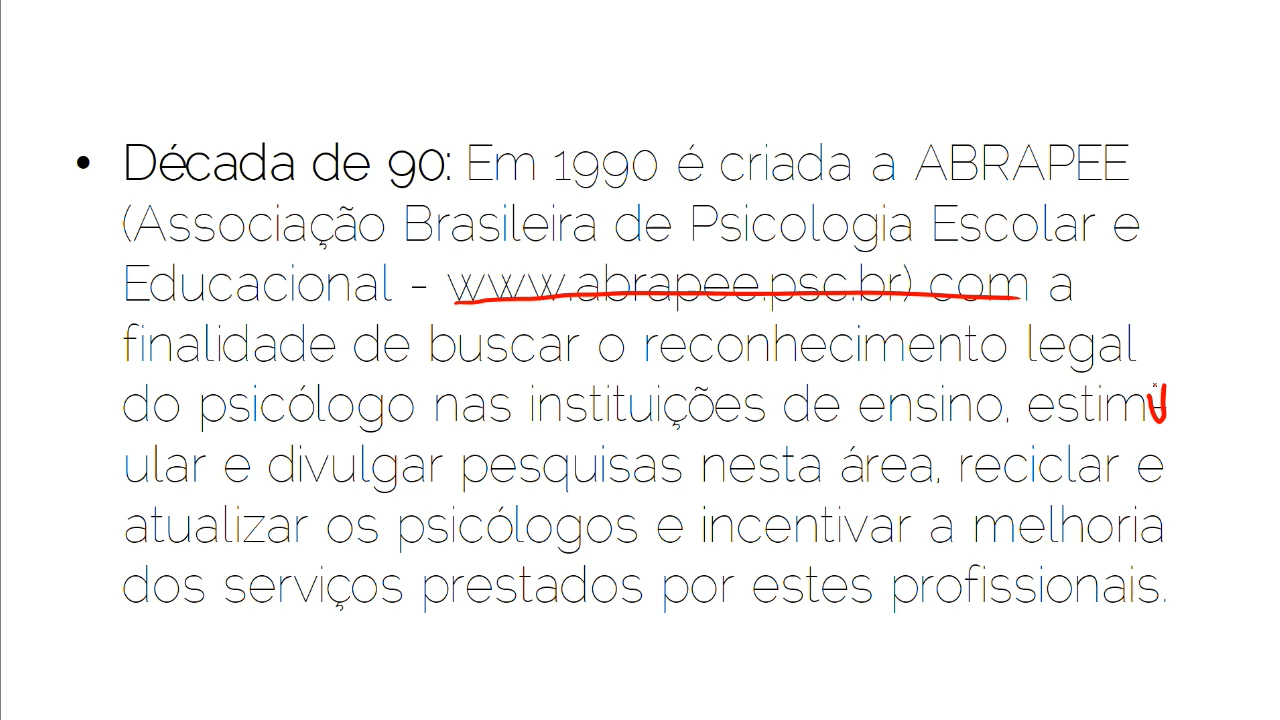 • Década de 90: Em 1990 é criada a ABRAPEE
(Associação Brasileira de Psicologia Escolar e
Educacional - www.abrapee.psc.br) com a
finalidade de buscar o reconhecimento legal
do psicólogo nas instituições de ensino, estim-
ular e divulgar pesquisas nesta área, reciclar e
atualizar os psicólogos e incentivar a melhoria
dos serviços prestados por estes profissionais.